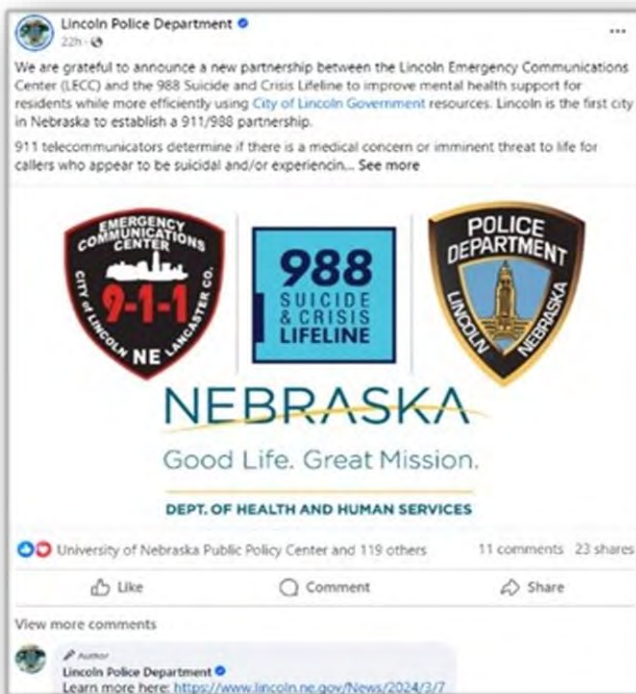 Lincoln Police Department
22h
We are grateful to announce a new partnership between the Lincoln Emergency Communications
Center (LECC) and the 988 Suicide and Crisis Lifeline to improve mental health support for
residents while more efficiently using City of Lincoln Government resources. Lincoln is the first city
in Nebraska to establish a 911/988 partnership.
911 telecommunicators determine if there is a medical concern or imminent threat to life for
callers who appear to be suicidal and/or experiencin... See more
EMERGENCY
COMMUNICATIONS
CENTER
9-1-1
CITY of LINCOLN NE LANCASTER CO.
988
SUICIDE
& CRISIS
LIFELINE
POLICE
DEPARTMENT
LINCOLN NEBRASKA
NEBRASKA
Good Life. Great Mission.
DEPT. OF HEALTH AND HUMAN SERVICES
University of Nebraska Public Policy Center and 119 others 11 comments 23 shares
Like Comment Share
View more comments
Author
Lincoln Police Department
Learn more here: https://www.lincoln.ne.gov/News/2024/3/7